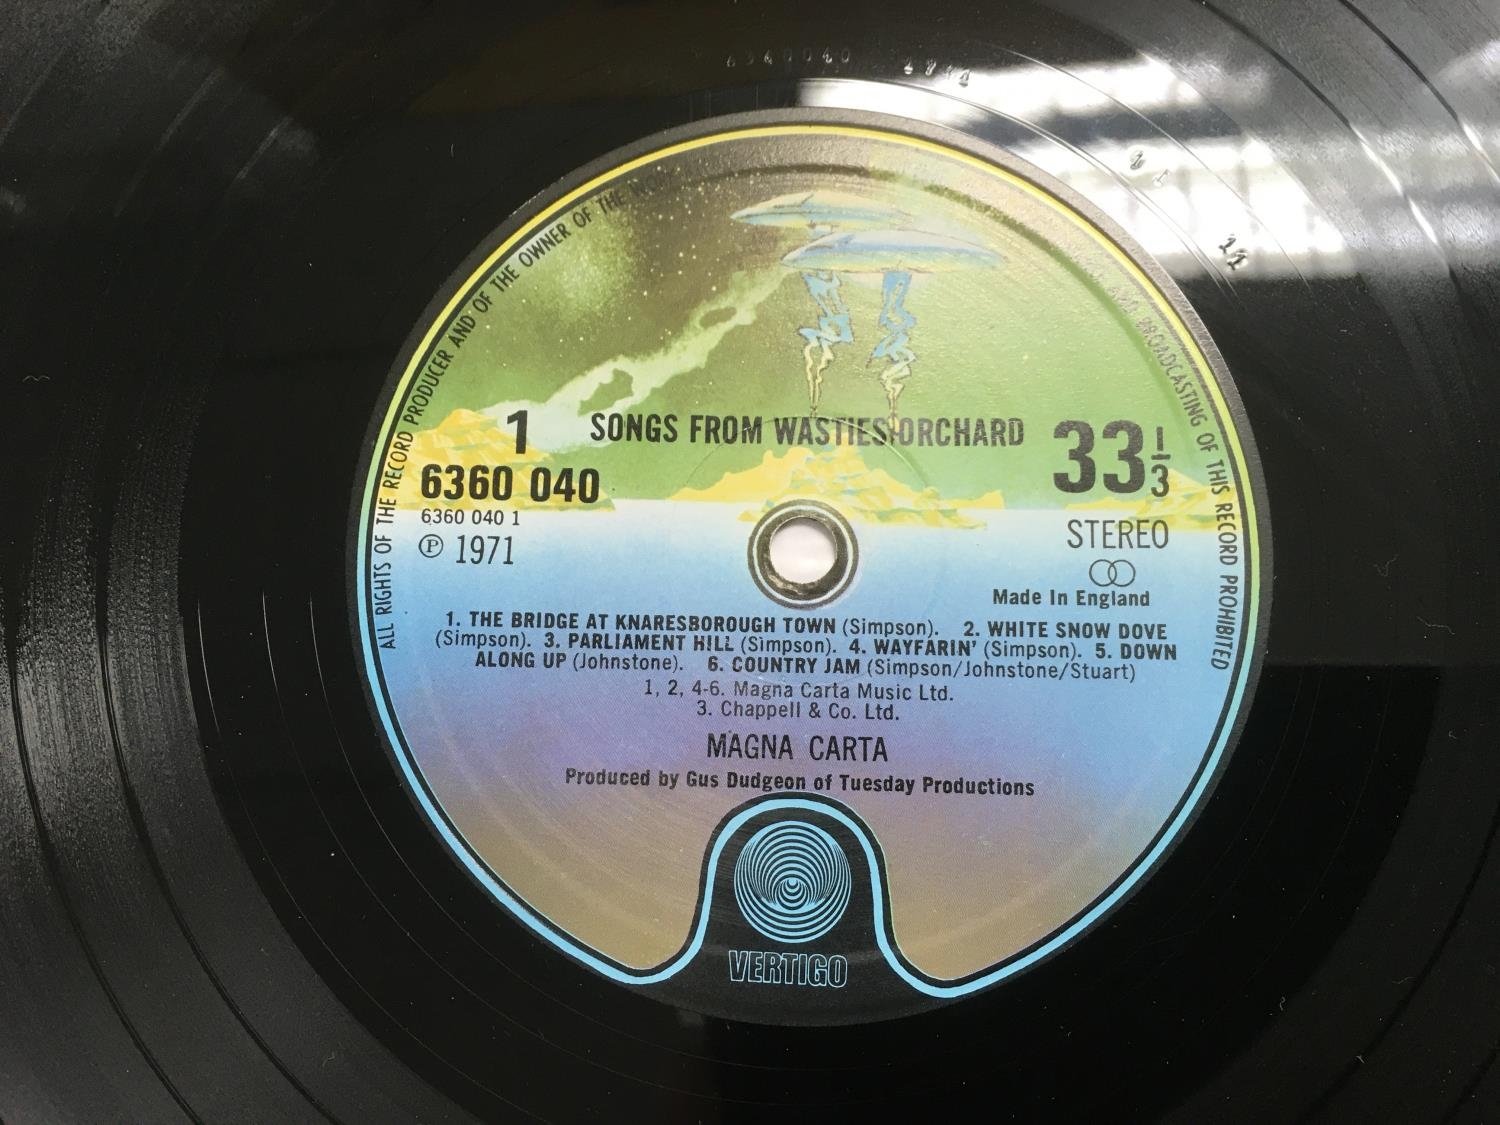 6340040
ALL RIGHTS OF THE RECORD PRODUCER AND OF THE OWNER OF THE
BROADCASTING OF THIS RECORD PROHIBITED
1
SONGS FROM WASTIES ORCHARD
33 1/3
6360 040
6360 040 1
℗ 1971
STEREO
Made In England
1. THE BRIDGE AT KNARESBOROUGH TOWN (Simpson). 2. WHITE SNOW DOVE
(Simpson). 3. PARLIAMENT HILL (Simpson). 4. WAYFARIN' (Simpson). 5. DOWN
ALONG UP (Johnstone). 6. COUNTRY JAM (Simpson/Johnstone/Stuart)
1, 2, 4-6. Magna Carta Music Ltd.
3. Chappell & Co. Ltd.
MAGNA CARTA
Produced by Gus Dudgeon of Tuesday Productions
VERTIGO